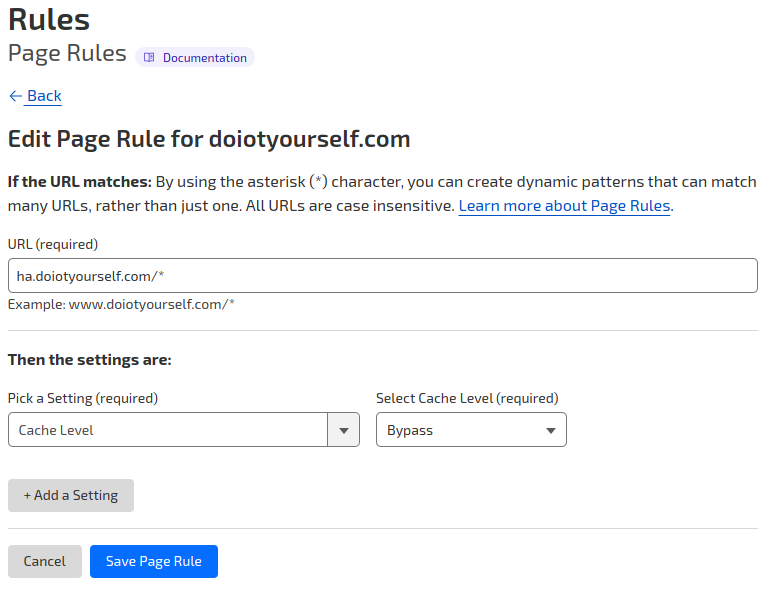 Rules
Page Rules Documentation
← Back
Edit Page Rule for doiotyourself.com
If the URL matches: By using the asterisk (*) character, you can create dynamic patterns that can match
many URLs, rather than just one. All URLs are case insensitive. Learn more about Page Rules.
URL (required)
ha.doiotyourself.com/*
Example: www.doiotyourself.com/*
Then the settings are:
Pick a Setting (required) Select Cache Level (required)
Cache Level Bypass
+ Add a Setting
Cancel Save Page Rule